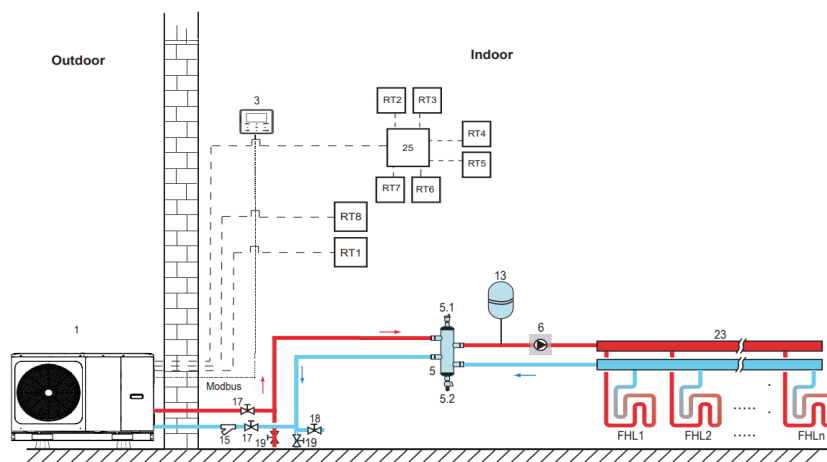 Outdoor
Indoor
3
RT2
RT3
RT4
25
RT5
RT7
RT6
RT8
RT1
13
1
5.1
6
23
5
5.2
Modbus
17
18
15
17
19
19
FHL1
FHL2
FHLn